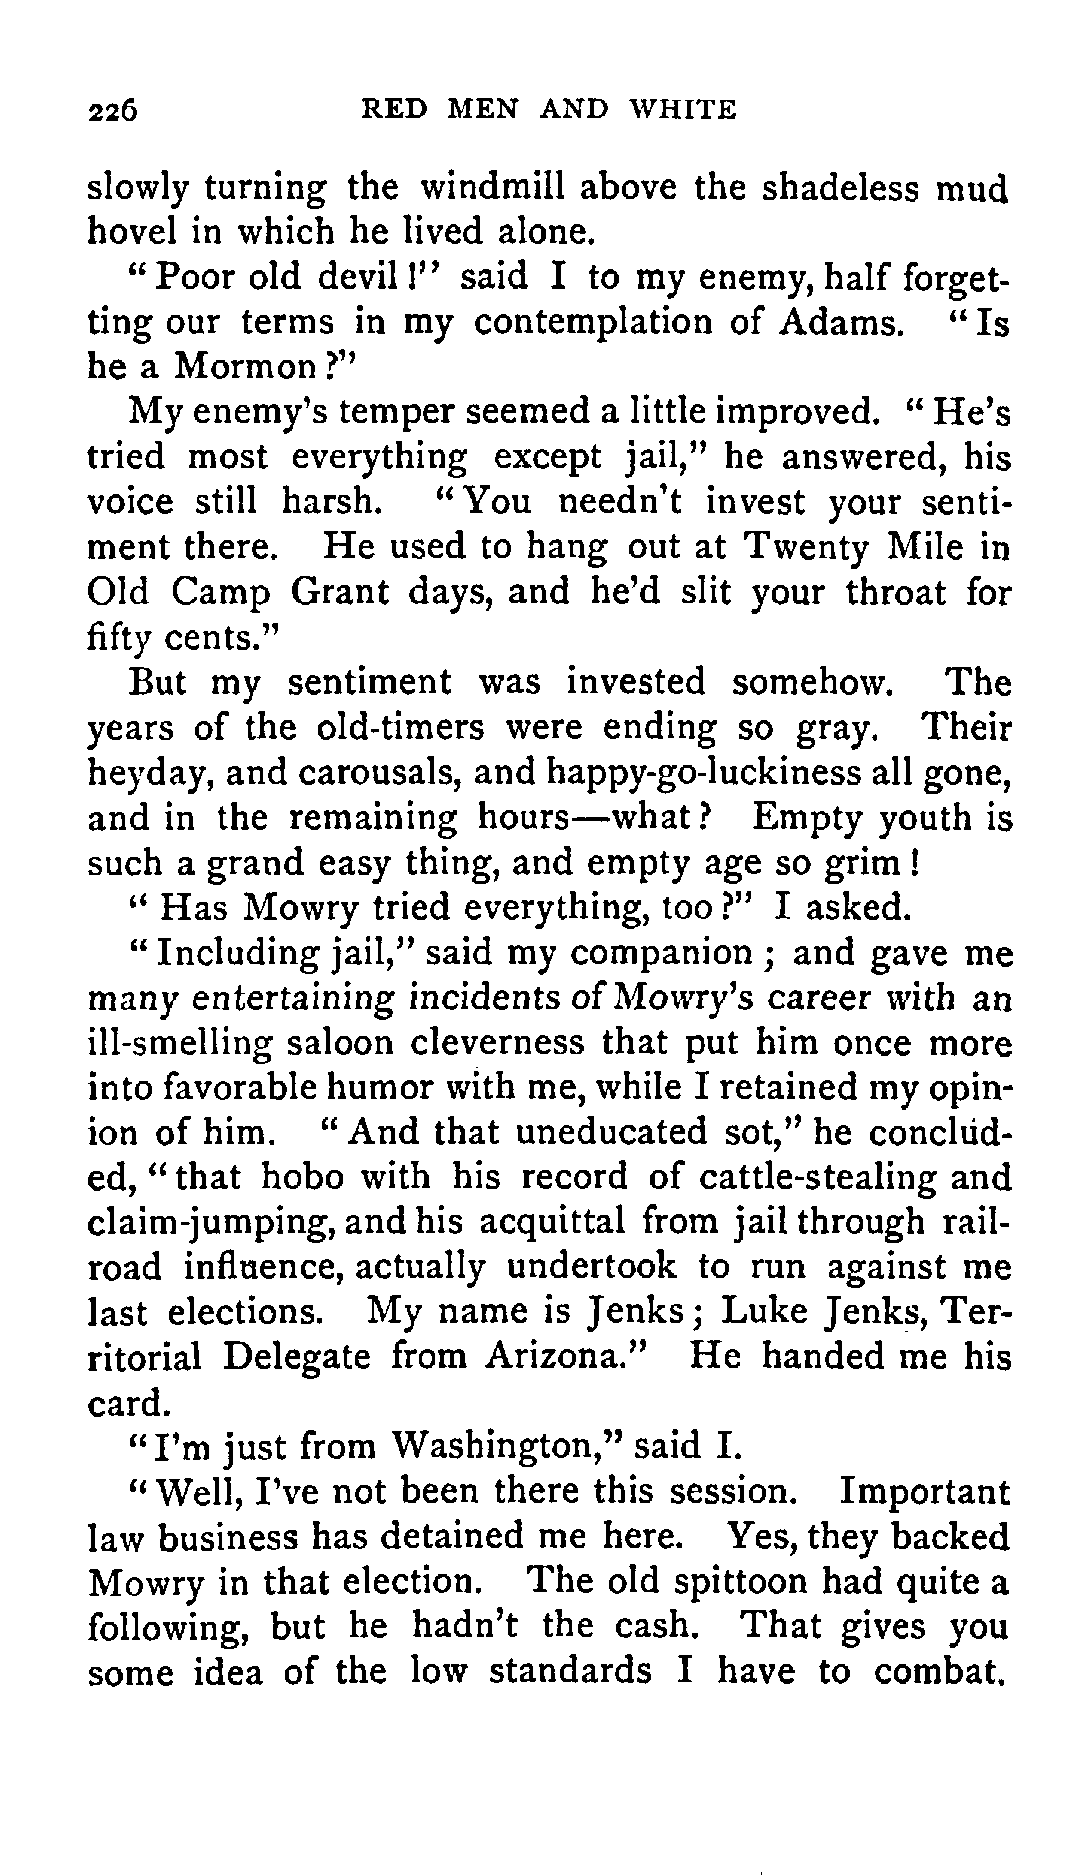 226 RED MEN AND WHITE
slowly turning the windmill above the shadeless mud
hovel in which he lived alone.
"Poor old devil!" said I to my enemy, half forget-
ting our terms in my contemplation of Adams. "Is
he a Mormon?"
My enemy's temper seemed a little improved. "He's
tried most everything except jail," he answered, his
voice still harsh. "You needn't invest your senti-
ment there. He used to hang out at Twenty Mile in
Old Camp Grant days, and he'd slit your throat for
fifty cents."
But my sentiment was invested somehow. The
years of the old-timers were ending so gray. Their
heyday, and carousals, and happy-go-luckiness all gone,
and in the remaining hours—what? Empty youth is
such a grand easy thing, and empty age so grim!
"Has Mowry tried everything, too?" I asked.
"Including jail," said my companion; and gave me
many entertaining incidents of Mowry's career with an
ill-smelling saloon cleverness that put him once more
into favorable humor with me, while I retained my opin-
ion of him. "And that uneducated sot," he conclud-
ed, "that hobo with his record of cattle-stealing and
claim-jumping, and his acquittal from jail through rail-
road influence, actually undertook to run against me
last elections. My name is Jenks; Luke Jenks, Ter-
ritorial Delegate from Arizona." He handed me his
card.
"I'm just from Washington," said I.
"Well, I've not been there this session. Important
law business has detained me here. Yes, they backed
Mowry in that election. The old spittoon had quite a
following, but he hadn't the cash. That gives you
some idea of the low standards I have to combat.